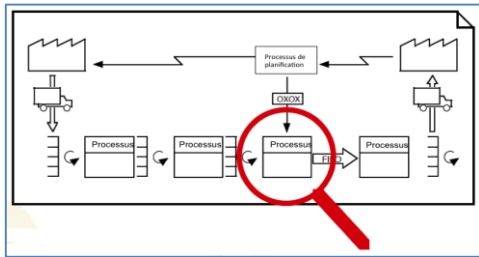 Processus de
planification
OXOX
Processus
Processus
Processus
FIFO
Processus